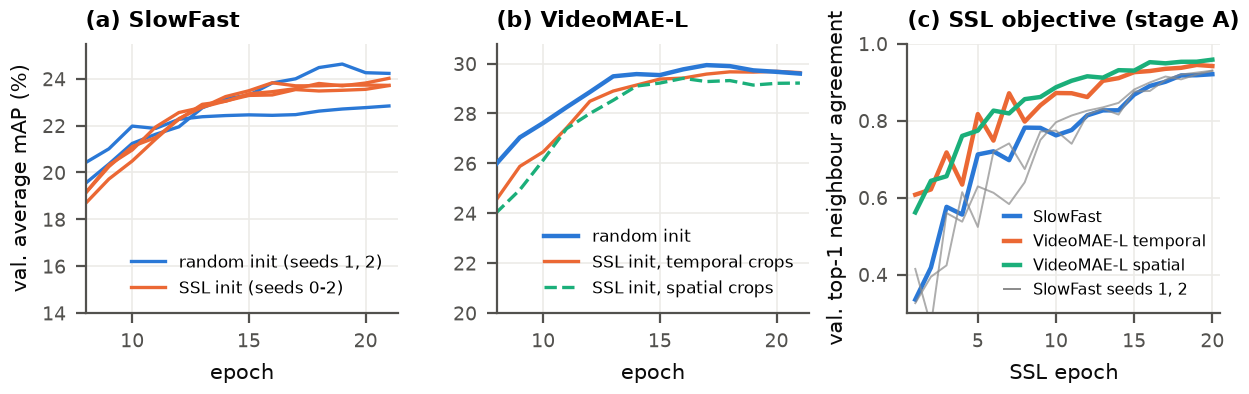 (a) SlowFast
val. average mAP (%)
24
22
20
18
16
14
10
15
20
epoch
random init (seeds 1, 2)
SSL init (seeds 0-2)
(b) VideoMAE-L
30
28
26
24
22
20
10
15
20
epoch
random init
SSL init, temporal crops
SSL init, spatial crops
(c) SSL objective (stage A)
val. top-1 neighbour agreement
1.0
0.8
0.6
0.4
5
10
15
20
SSL epoch
SlowFast
VideoMAE-L temporal
VideoMAE-L spatial
SlowFast seeds 1, 2